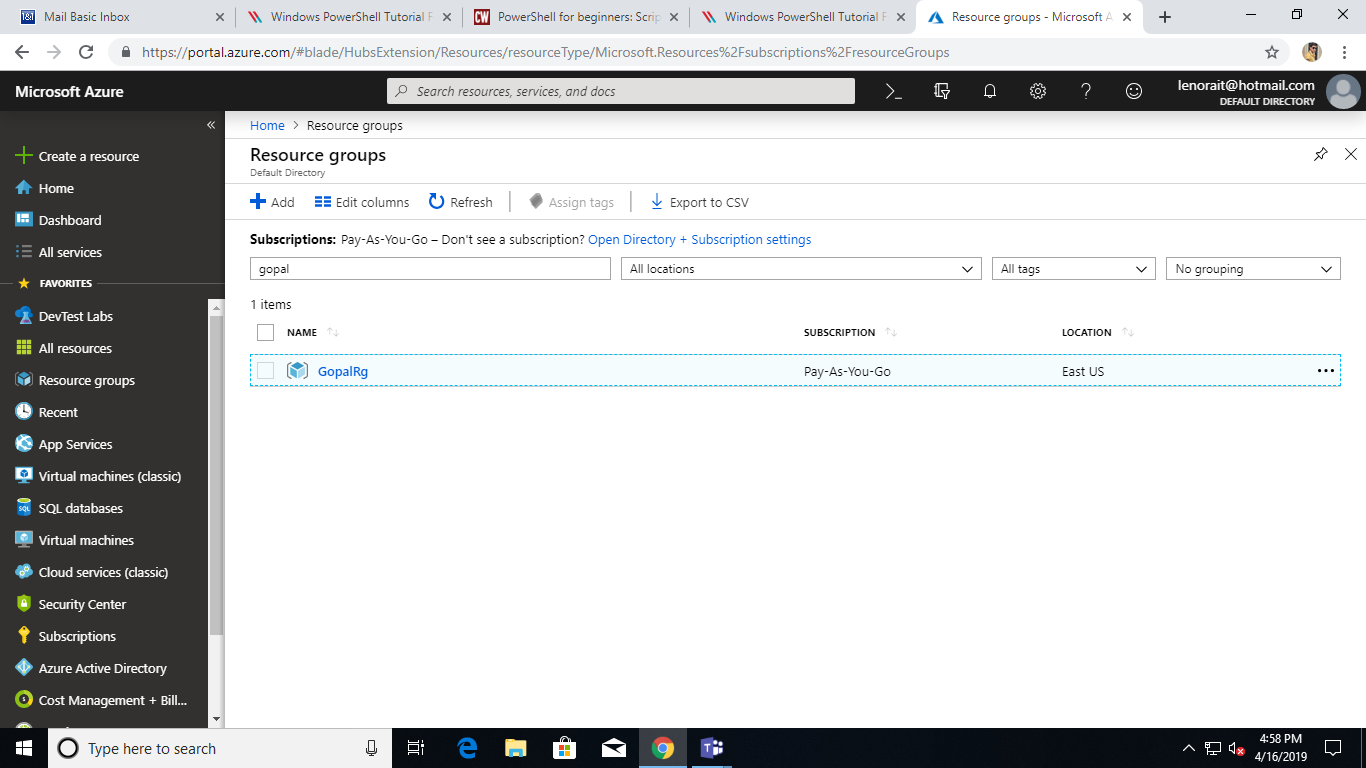 Mail Basic Inbox
Windows PowerShell Tutorial F
PowerShell for beginners: Scrip
Windows PowerShell Tutorial F
Resource groups - Microsoft A
https://portal.azure.com/#blade/HubsExtension/Resources/resourceType/Microsoft.Resources%2Fsubscriptions%2FresourceGroups
Microsoft Azure
Search resources, services, and docs
lenorait@hotmail.com
DEFAULT DIRECTORY
Create a resource
Home
Dashboard
All services
FAVORITES
DevTest Labs
All resources
Resource groups
Recent
App Services
Virtual machines (classic)
SQL databases
Virtual machines
Cloud services (classic)
Security Center
Subscriptions
Azure Active Directory
Cost Management + Bill...
Home > Resource groups
Resource groups
Default Directory
Add Edit columns Refresh Assign tags Export to CSV
Subscriptions: Pay-As-You-Go – Don't see a subscription? Open Directory + Subscription settings
gopal All locations All tags No grouping
1 items
NAME SUBSCRIPTION LOCATION
GopalRg Pay-As-You-Go East US
Type here to search
4:58 PM
4/16/2019